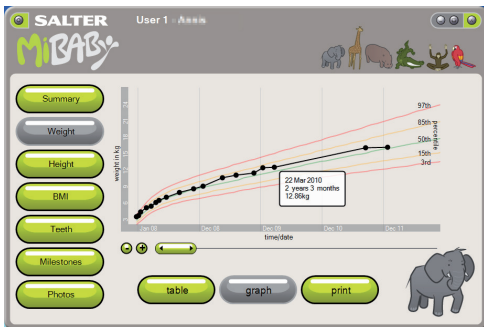 SALTER
MiBABy
User 1
Summary
Weight
Height
BMI
Teeth
Milestones
Photos
weight in kg
97th
85th
50th
15th
3rd
percentile
22 Mar 2010
2 years 3 months
12.86kg
Jan 08
Dec 08
Dec 09
Dec 10
Dec 11
time/date
table
graph
print